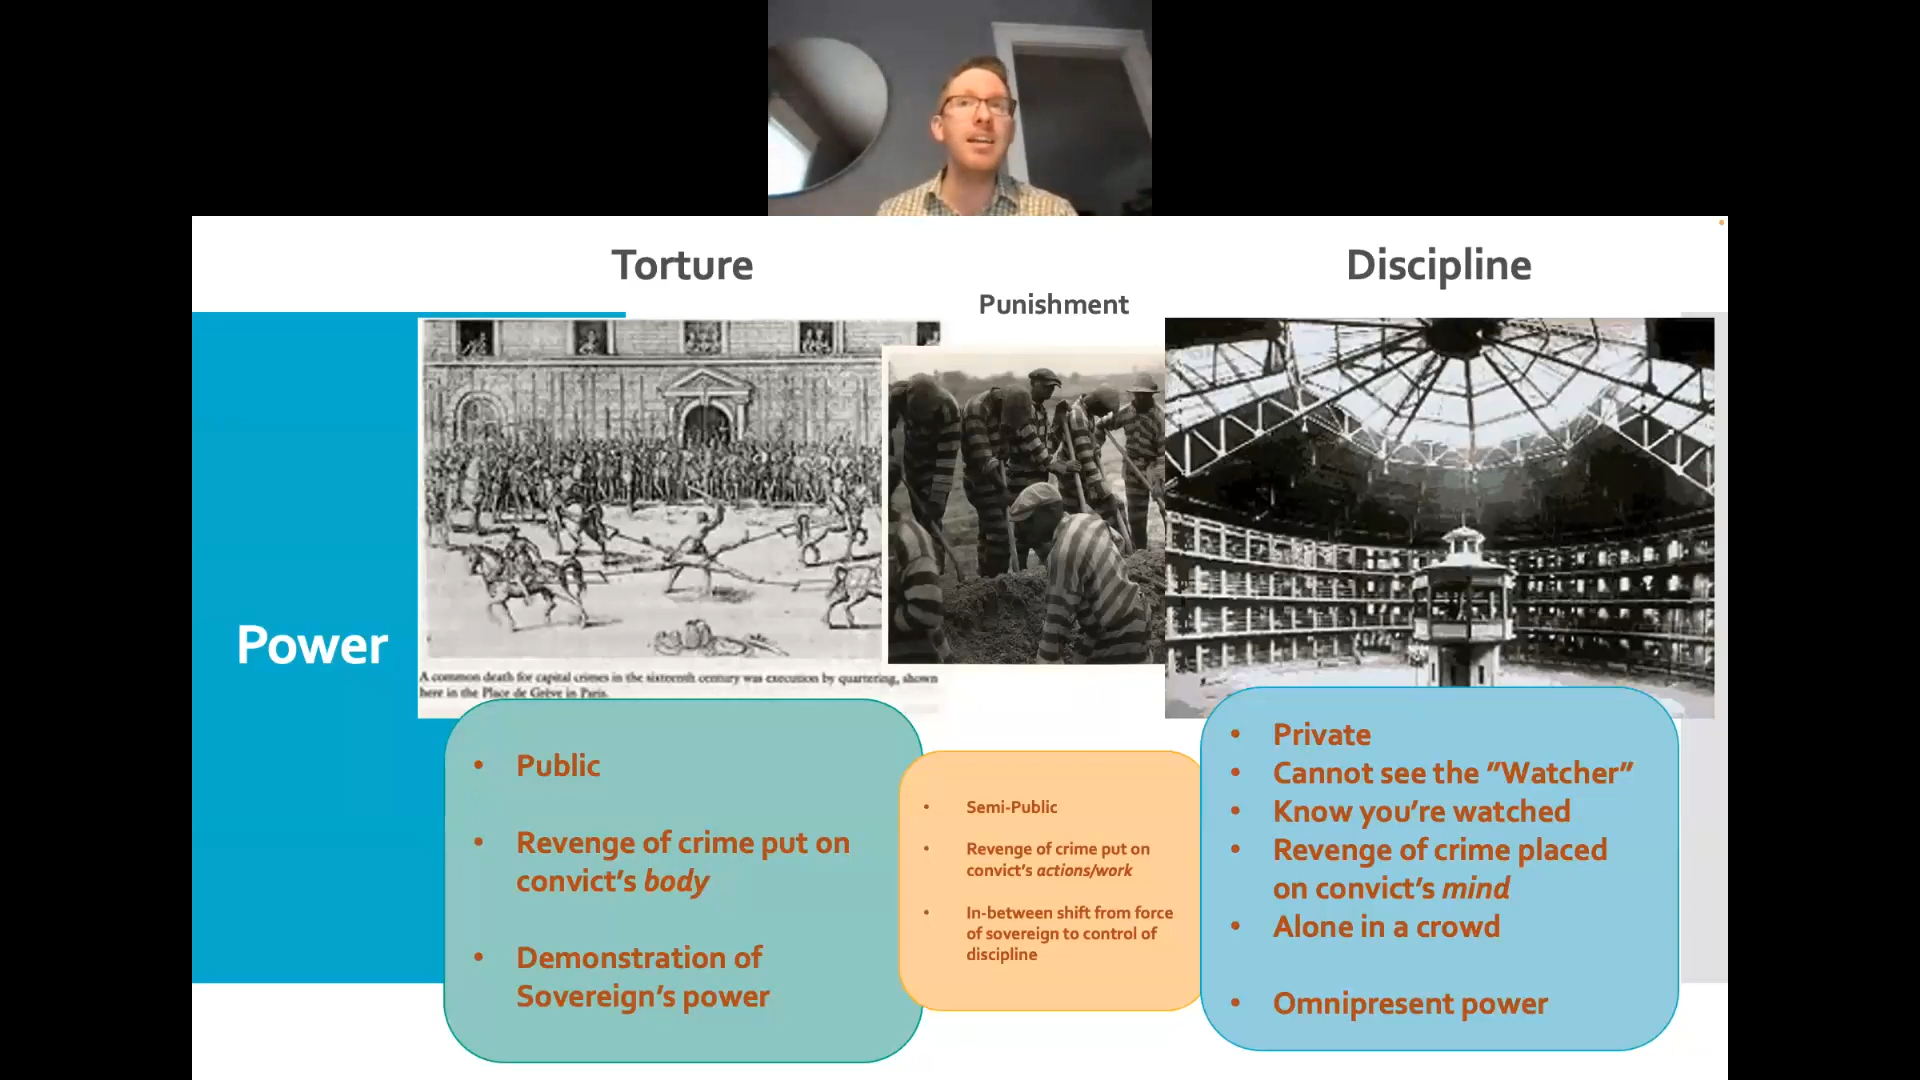 Torture
Punishment
Discipline
Power
A common death for capital crimes in the sixteenth century was execution by quartering, shown
here in the Place de Grève in Paris.
• Public
• Revenge of crime put on
convict’s body
• Demonstration of
Sovereign’s power
• Semi-Public
• Revenge of crime put on
convict’s actions/work
• In-between shift from force
of sovereign to control of
discipline
• Private
• Cannot see the ”Watcher”
• Know you’re watched
• Revenge of crime placed
on convict’s mind
• Alone in a crowd
• Omnipresent power